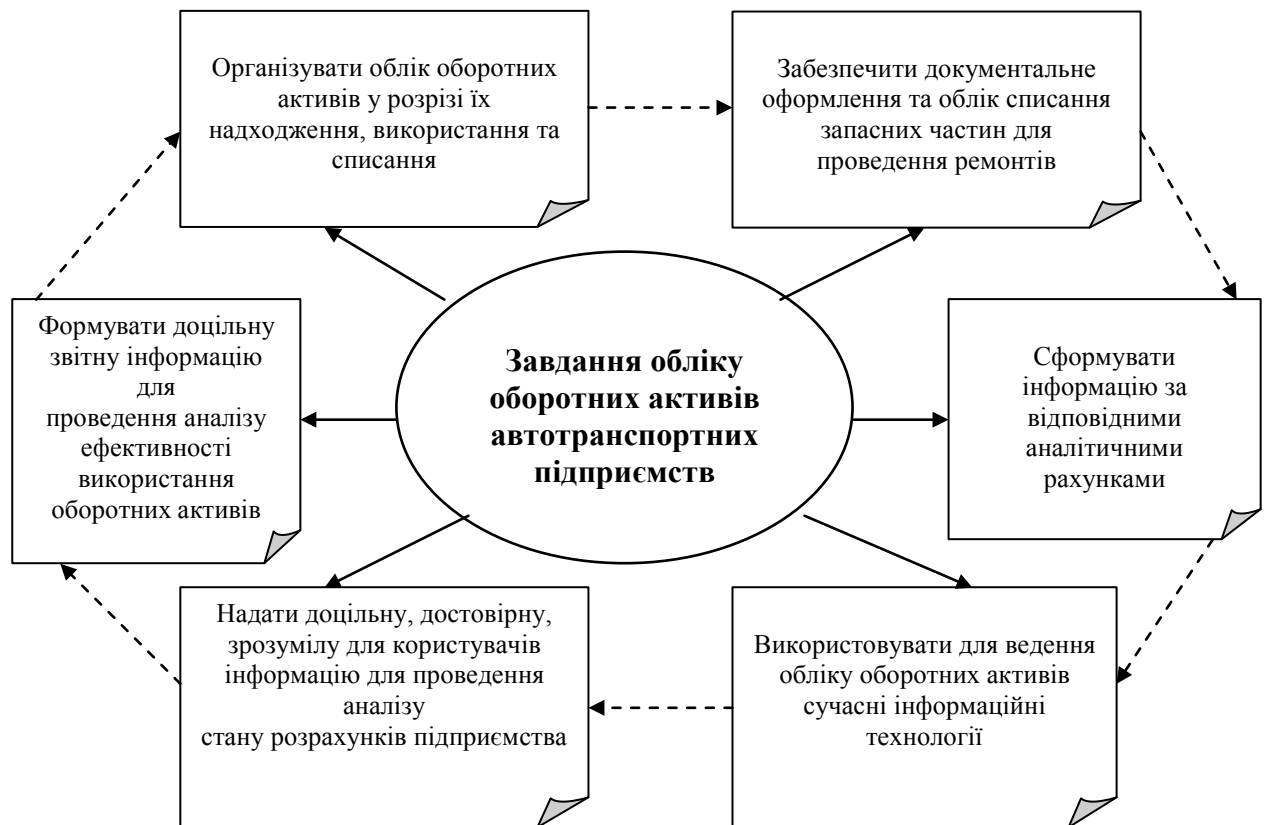 Організувати облік оборотних
активів у розрізі їх
надходження, використання та
списання
Забезпечити документальне
оформлення та облік списання
запасних частин для
проведення ремонтів
Формувати доцільну
звітну інформацію
для
проведення аналізу
ефективності
використання
оборотних активів
Завдання обліку
оборотних активів
автотранспортних
підприємств
Сформувати
інформацію за
відповідними
аналітичними
рахунками
Надати доцільну, достовірну,
зрозумілу для користувачів
інформацію для проведення
аналізу
стану розрахунків підприємства
Використовувати для ведення
обліку оборотних активів
сучасні інформаційні
технології